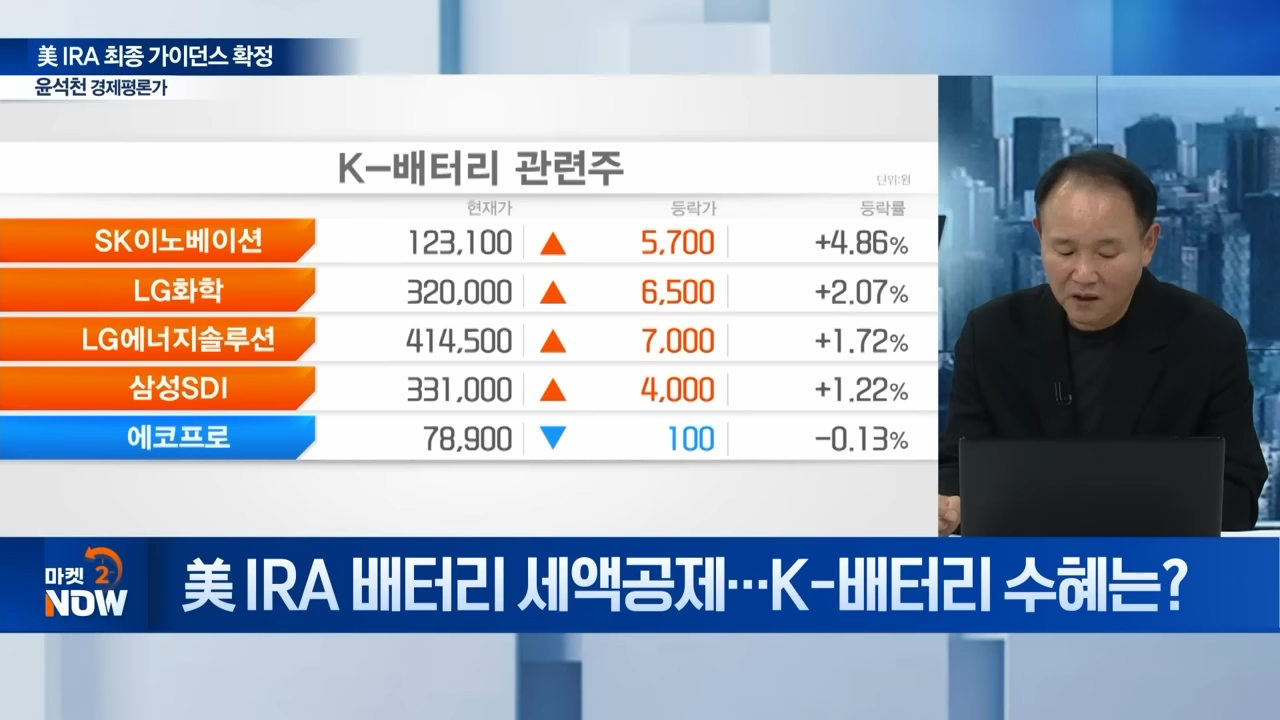 美 IRA 최종 가이던스 확정
윤석천 경제평론가
K-배터리 관련주
단위:원
현재가 등락가 등락률
SK이노베이션 123,100 ▲ 5,700 +4.86%
LG화학 320,000 ▲ 6,500 +2.07%
LG에너지솔루션 414,500 ▲ 7,000 +1.72%
삼성SDI 331,000 ▲ 4,000 +1.22%
에코프로 78,900 ▼ 100 -0.13%
마켓 2
NOW
美 IRA 배터리 세액공제…K-배터리 수혜는?